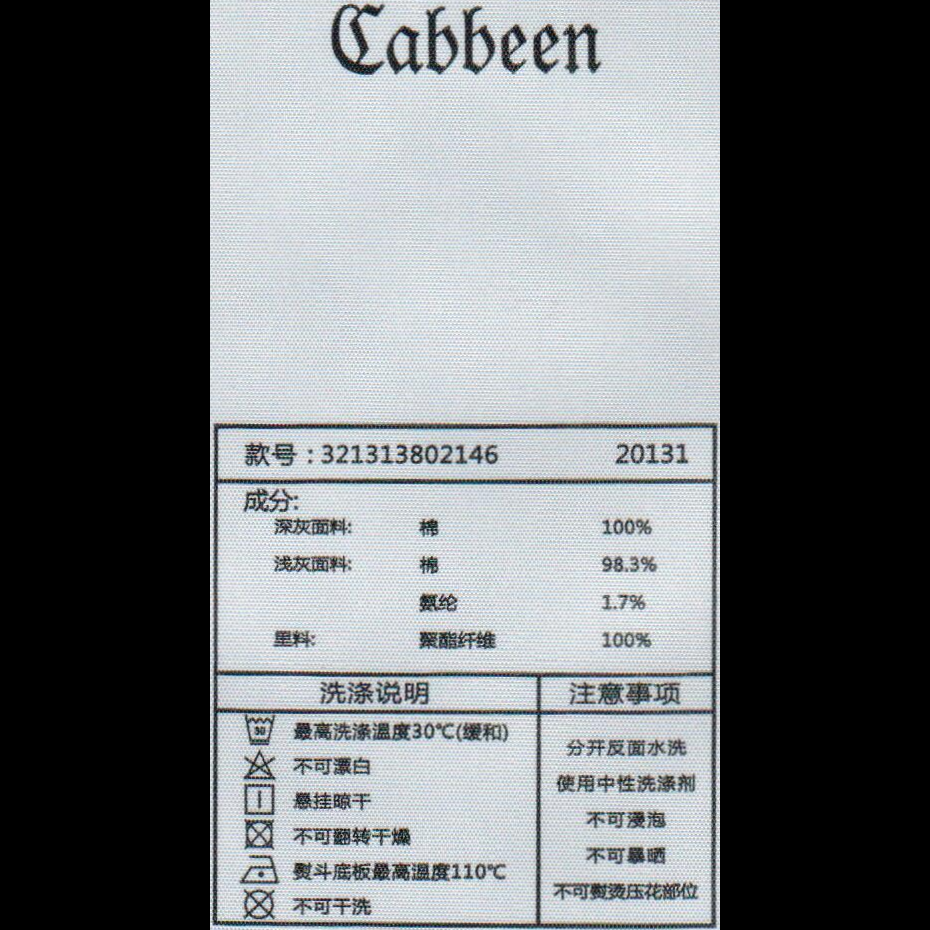 Cabbeen
款号：321313802146 20131
成分:
深灰面料: 棉 100%
浅灰面料: 棉 98.3%
氨纶 1.7%
里料: 聚酯纤维 100%
洗涤说明 注意事项
30 最高洗涤温度30℃(缓和)
不可漂白
悬挂晾干
不可翻转干燥
熨斗底板最高温度110℃
不可干洗
分开反面水洗
使用中性洗涤剂
不可浸泡
不可暴晒
不可熨烫压花部位